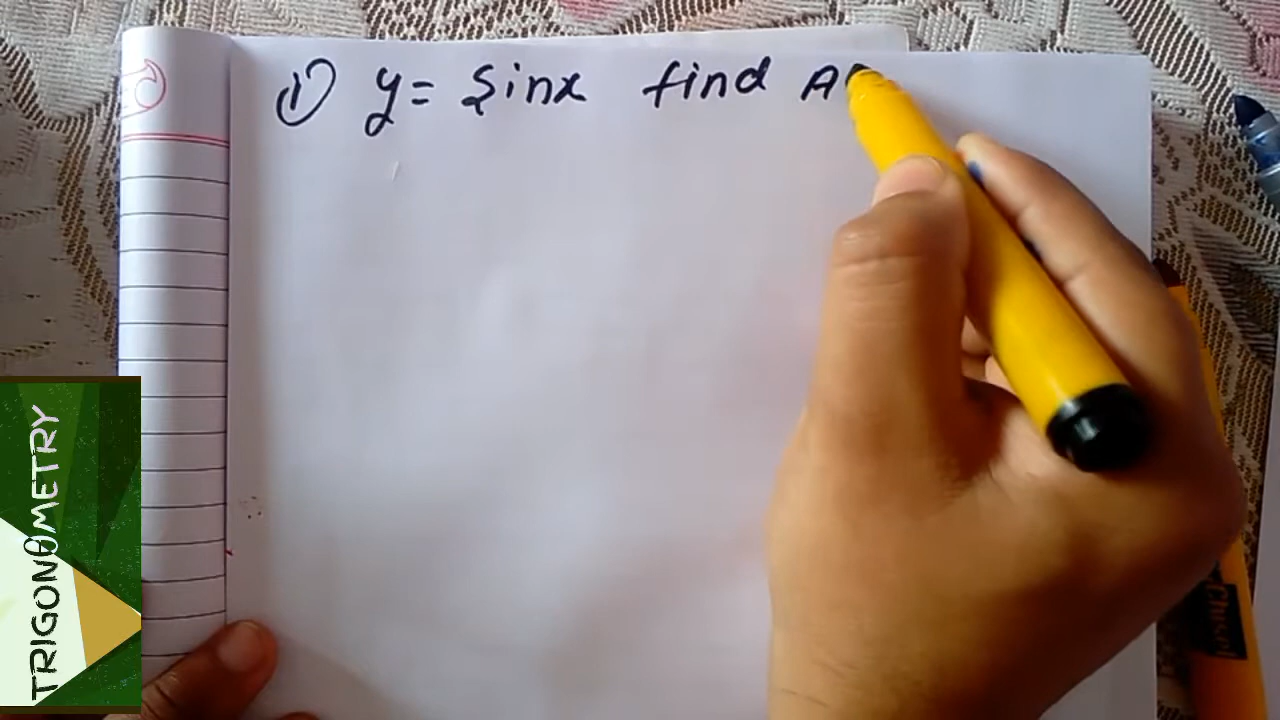 ① y = sinx find A
TRIGONOMETRY